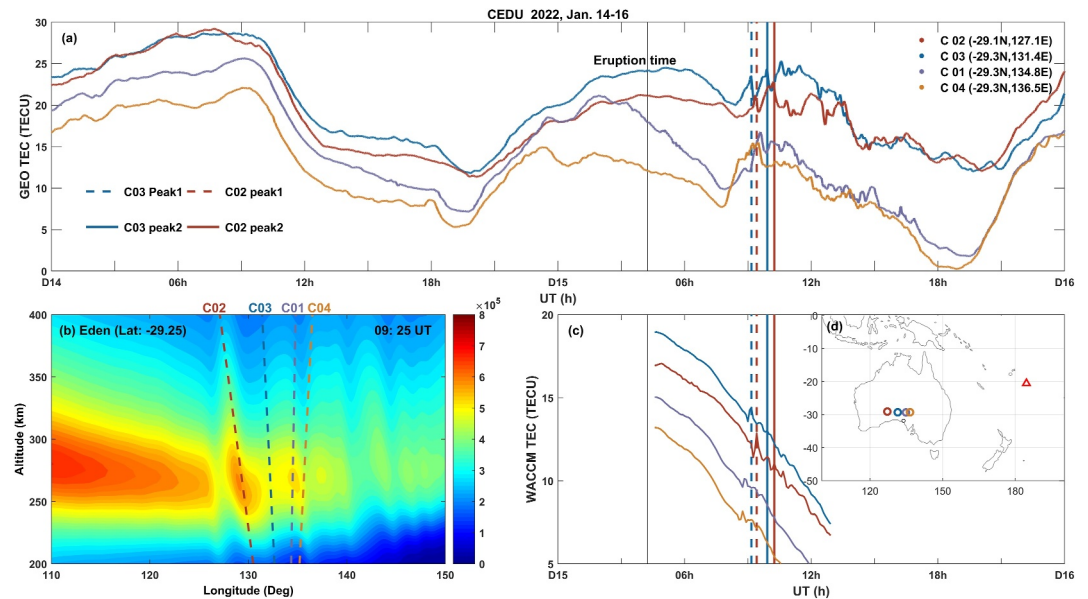 CEDU 2022, Jan. 14-16
(a)
GEO TEC (TECU)
30
25
20
15
10
5
0
Eruption time
C 02 (-29.1N,127.1E)
C 03 (-29.3N,131.4E)
C 01 (-29.3N,134.8E)
C 04 (-29.3N,136.5E)
C03 Peak1 C02 peak1
C03 peak2 C02 peak2
D14 06h 12h 18h D15 06h 12h 18h D16
UT (h)
C02 C03 C01 C04
(b) Eden (Lat: -29.25) 09: 25 UT
Altitude (km)
400
350
300
250
200
110 120 130 140 150
Longitude (Deg)
×10⁵
8
7
6
5
4
3
2
1
0
(c)
WACCM TEC (TECU)
20
15
10
5
D15 06h 12h 18h D16
UT (h)
(d)
0
-10
-20
-30
-40
-50
120 150 180